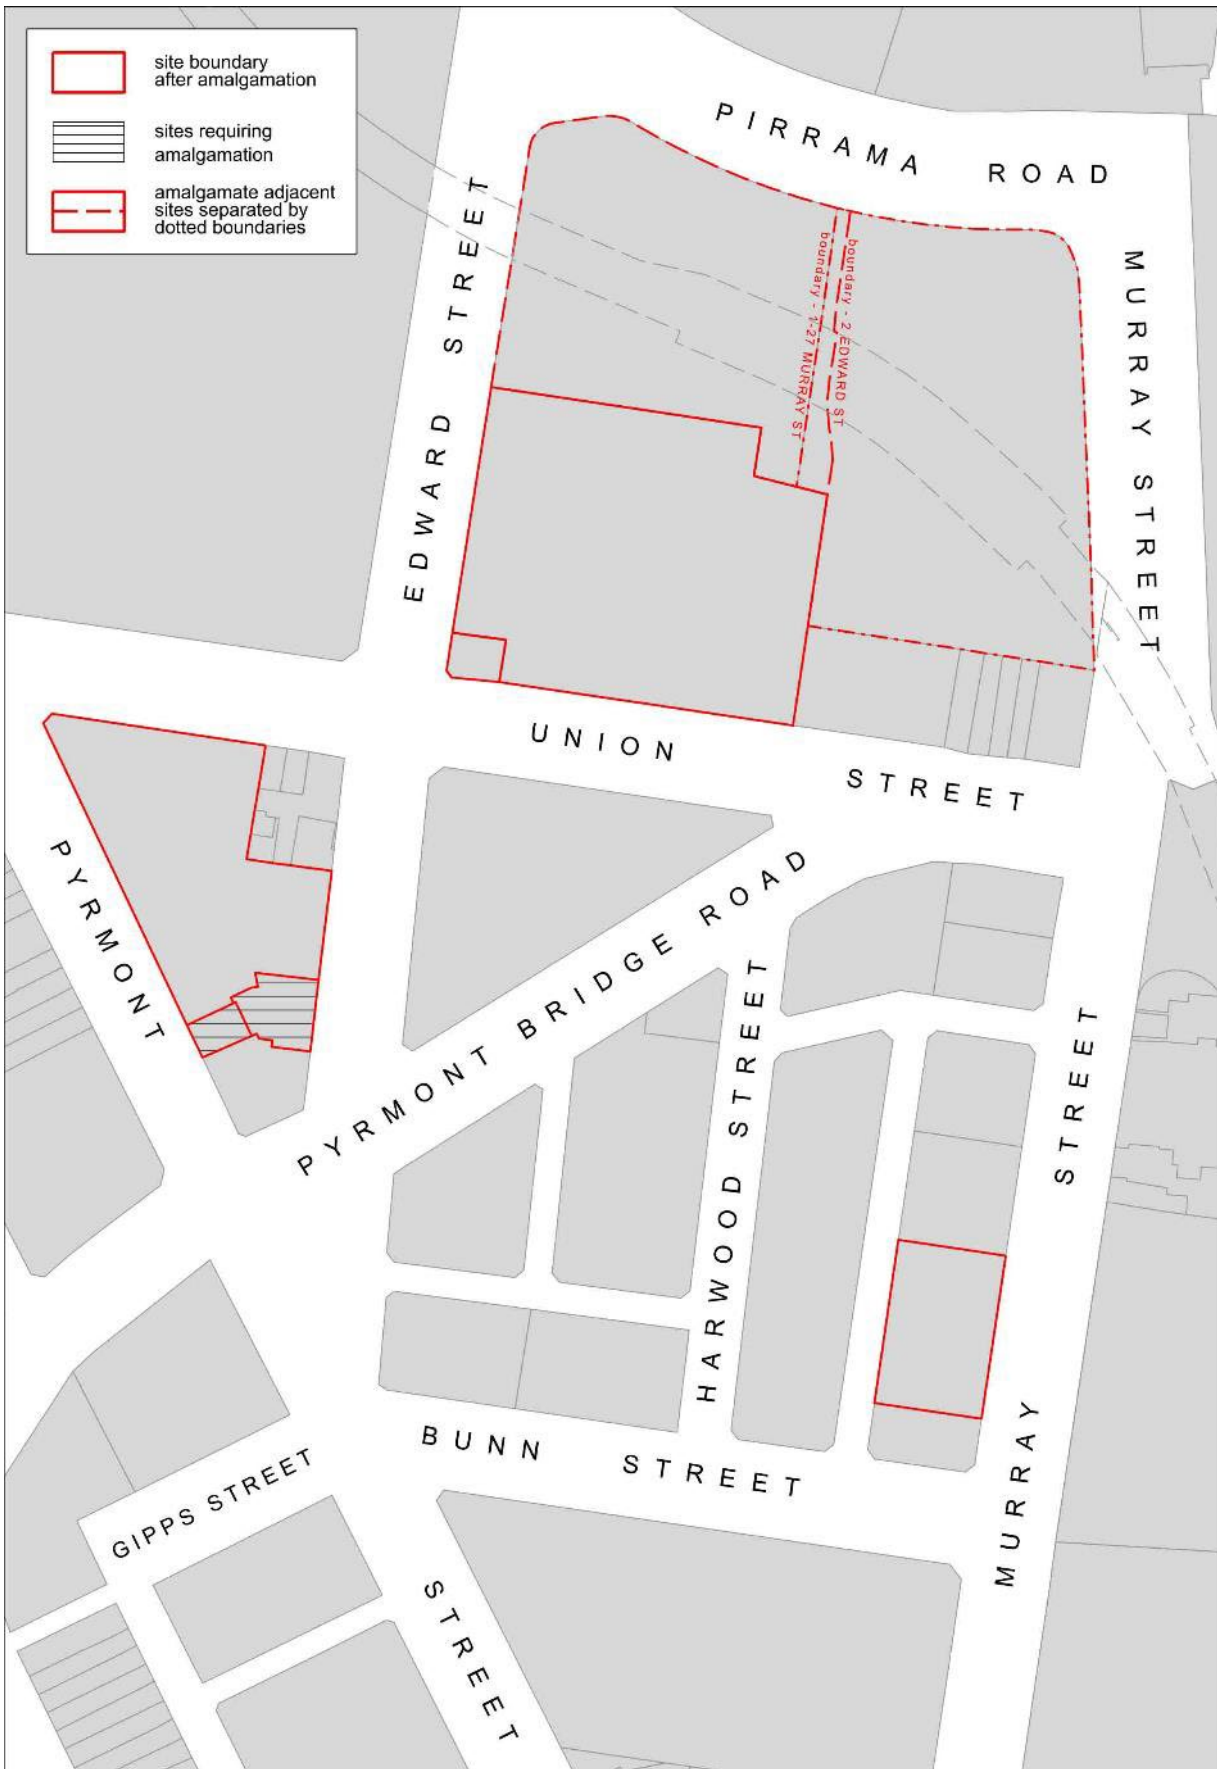 site boundary
after amalgamation
sites requiring
amalgamation
amalgamate adjacent
sites separated by
dotted boundaries
PIRRAMA ROAD
EDWARD STREET
MURRAY STREET
boundary - 1-27 MURRAY ST
boundary - 2 EDWARD ST
UNION STREET
PYRMONT
PYRMONT BRIDGE ROAD
HARWOOD STREET
STREET
MURRAY
BUNN STREET
GIPPS STREET
STREET